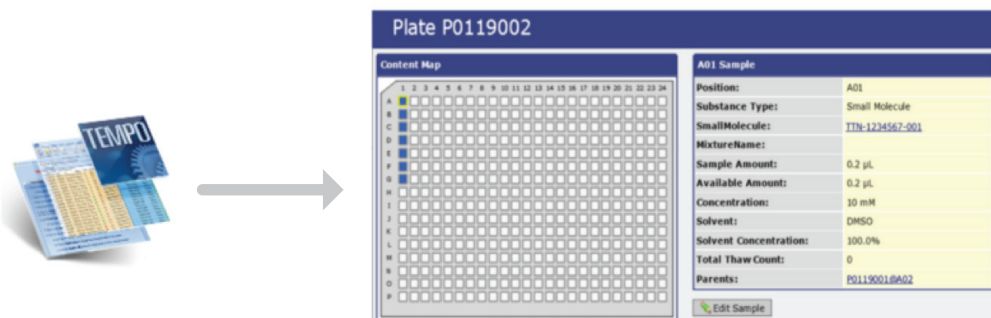 TEMPO
Plate P0119002
Content Map
1 2 3 4 5 6 7 8 9 10 11 12 13 14 15 16 17 18 19 20 21 22 23 24
A
B
C
D
E
F
G
H
I
J
K
L
M
N
O
P
A01 Sample
Position: A01
Substance Type: Small Molecule
SmallMolecule: TTN-1234567-001
MixtureName:
Sample Amount: 0.2 µL
Available Amount: 0.2 µL
Concentration: 10 mM
Solvent: DMSO
Solvent Concentration: 100.0%
Total Thaw Count: 0
Parents: P0119001@A02
Edit Sample